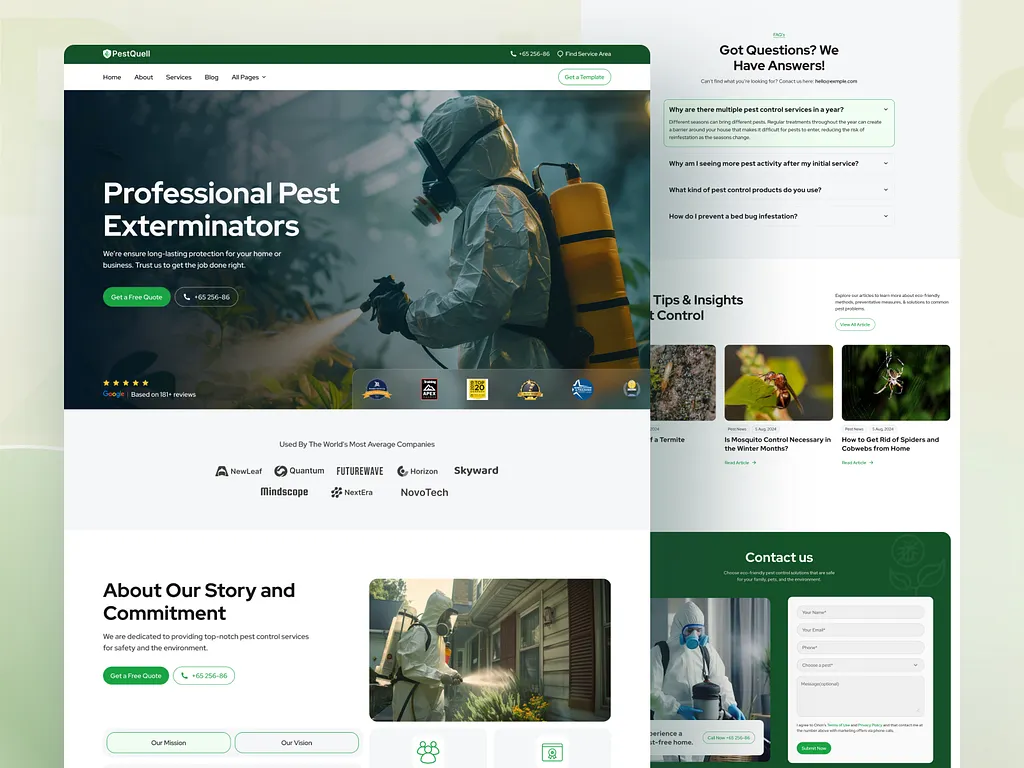 PestQuell
+65 256-86
Find Service Area
Home
About
Services
Blog
All Pages
Get a Template
Professional Pest
Exterminators
We're ensure long-lasting protection for your home or
business. Trust us to get the job done right.
Get a Free Quote
+65 256-86
Google
Based on 181+ reviews
APEX
TOP
20
Used By The World's Most Average Companies
NewLeaf
Quantum
FUTUREWAVE
Horizon
Skyward
Mindscope
NextEra
NovoTech
About Our Story and
Commitment
We are dedicated to providing top-notch pest control services
for safety and the environment.
Get a Free Quote
+65 256-86
Our Mission
Our Vision
FAQ's
Got Questions? We
Have Answers!
Can't find what you're looking for? Conact us here: hello@exemple.com
Why are there multiple pest control services in a year?
Different seasons can bring different pests. Regular treatments throughout the year can create
a barrier around your house that makes it difficult for pests to enter, reducing the risk of
reinfestation as the seasons change.
Why am I seeing more pest activity after my initial service?
What kind of pest control products do you use?
How do I prevent a bed bug infestation?
Tips & Insights
t Control
Explore our articles to learn more about eco-friendly
methods, preventative measures, & solutions to common
pest problems.
View All Article
2024
f a Termite
Pest News
5 Aug, 2024
Is Mosquito Control Necessary in
the Winter Months?
Read Article
Pest News
5 Aug, 2024
How to Get Rid of Spiders and
Cobwebs from Home
Read Article
Contact us
Choose eco-friendly pest control solutions that are safe
for your family, pets, and the environment.
perience a
st-free home.
Call Now +65 256-86
Your Name*
Your Email*
Phone*
Choose a pest*
Message(optional)
I agree to Orion's Terms of Use and Privacy Policy and that contact me at
the number above with marketing offers via phone calls.
Submit Now